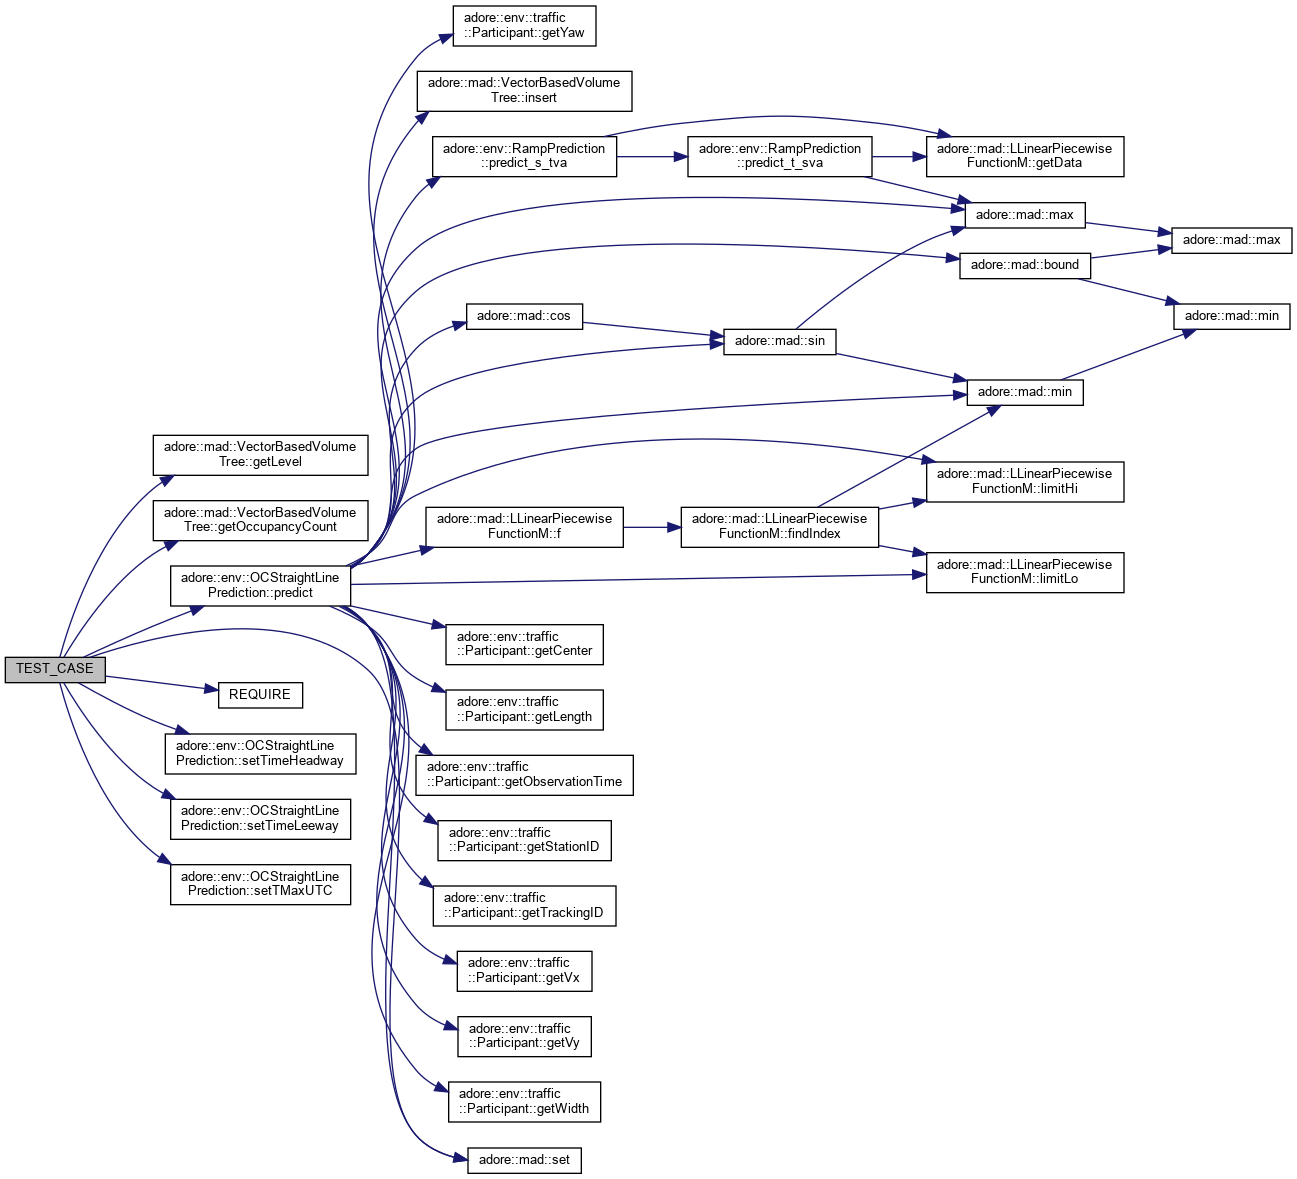 adore::env::traffic
::Participant::getYaw
adore::mad::VectorBasedVolume
Tree::insert
adore::env::RampPrediction
::predict_s_tva
adore::env::RampPrediction
::predict_t_sva
adore::mad::LLinearPiecewise
FunctionM::getData
adore::mad::max
adore::mad::max
adore::mad::bound
adore::mad::cos
adore::mad::sin
adore::mad::min
adore::mad::min
adore::mad::VectorBasedVolume
Tree::getLevel
adore::mad::LLinearPiecewise
FunctionM::limitHi
adore::mad::VectorBasedVolume
Tree::getOccupancyCount
adore::mad::LLinearPiecewise
FunctionM::f
adore::mad::LLinearPiecewise
FunctionM::findIndex
adore::env::OCStraightLine
Prediction::predict
adore::mad::LLinearPiecewise
FunctionM::limitLo
adore::env::traffic
::Participant::getCenter
TEST_CASE
REQUIRE
adore::env::traffic
::Participant::getLength
adore::env::OCStraightLine
Prediction::setTimeHeadway
adore::env::traffic
::Participant::getObservationTime
adore::env::OCStraightLine
Prediction::setTimeLeeway
adore::env::traffic
::Participant::getStationID
adore::env::OCStraightLine
Prediction::setTMaxUTC
adore::env::traffic
::Participant::getTrackingID
adore::env::traffic
::Participant::getVx
adore::env::traffic
::Participant::getVy
adore::env::traffic
::Participant::getWidth
adore::mad::set